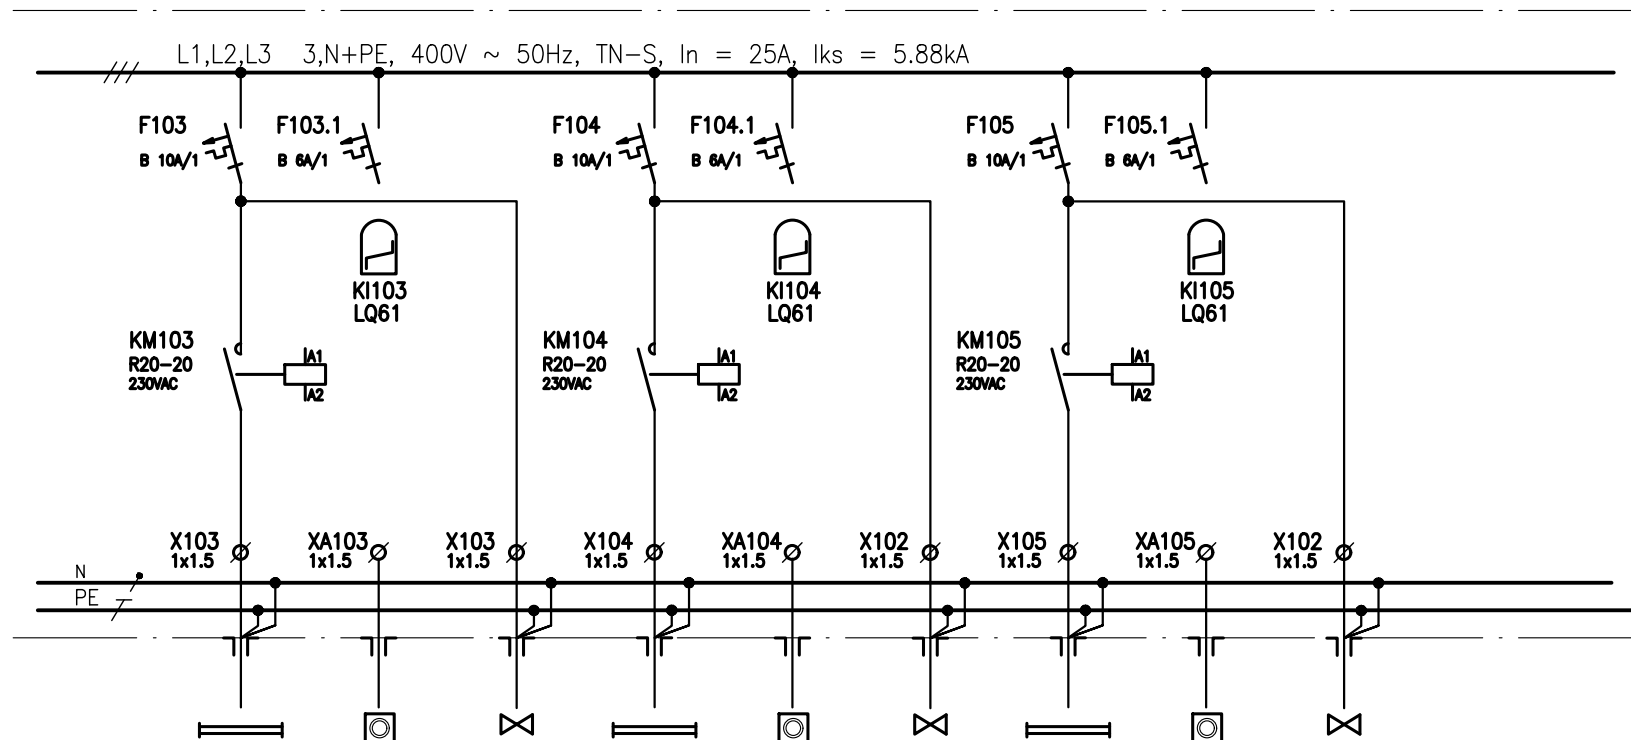 L1,L2,L3 3,N+PE, 400V ~ 50Hz, TN-S, In = 25A, Iks = 5.88kA
F103 F103.1 F104 F104.1 F105 F105.1
B 10A/1 B 6A/1 B 10A/1 B 6A/1 B 10A/1 B 6A/1
KI103 KI104 KI105
LQ61 LQ61 LQ61
KM103 A1 KM104 A1 KM105 A1
R20-20 R20-20 R20-20
230VAC A2 230VAC A2 230VAC A2
X103 XA103 X103 X104 XA104 X102 X105 XA105 X102
1x1.5 1x1.5 1x1.5 1x1.5 1x1.5 1x1.5 1x1.5 1x1.5 1x1.5
N
PE